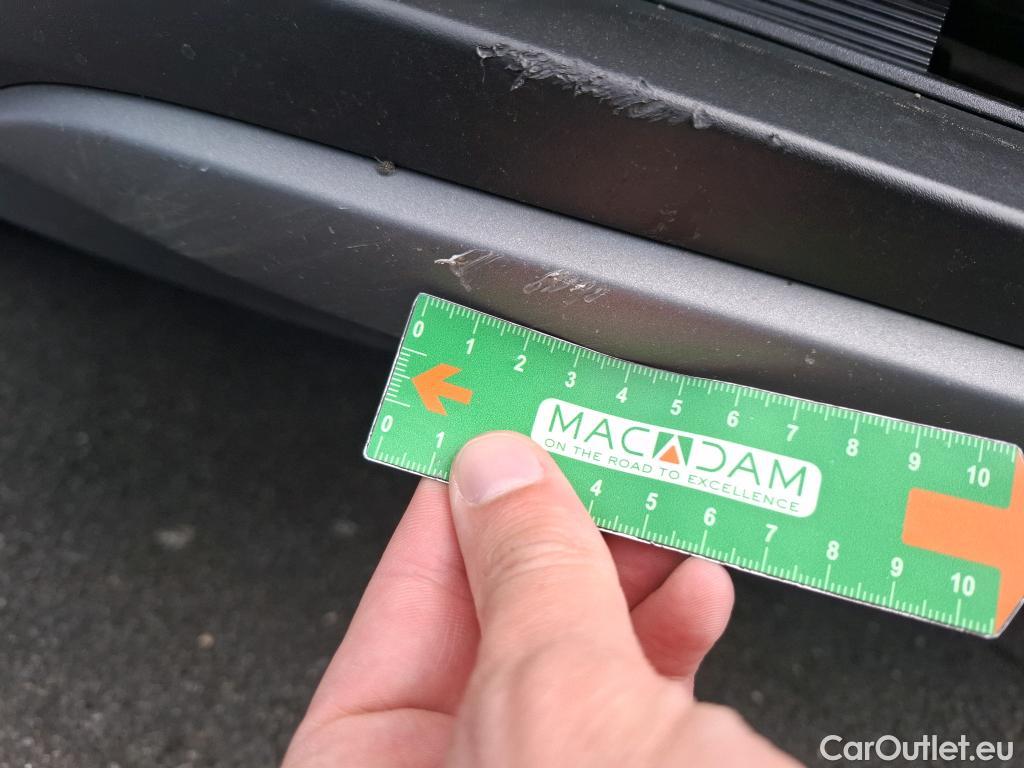 0 1 2 3 4 5 6 7 8 9 10
MACADAM
ON THE ROAD TO EXCELLENCE
0 1 4 5 6 7 8 9 10
CarOutlet.eu